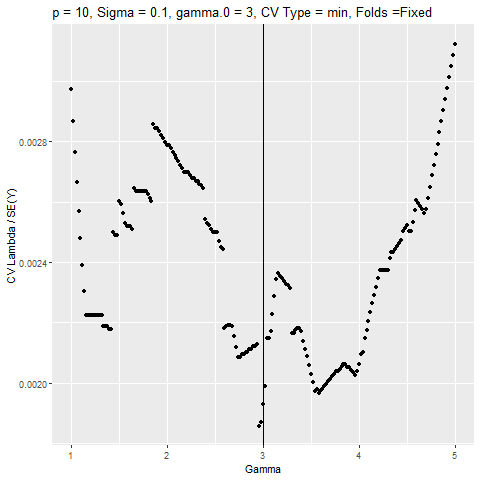 p = 10, Sigma = 0.1, gamma.0 = 3, CV Type = min, Folds =Fixed
CV Lambda / SE(Y)
0.0028
0.0024
0.0020
1 2 3 4 5
Gamma